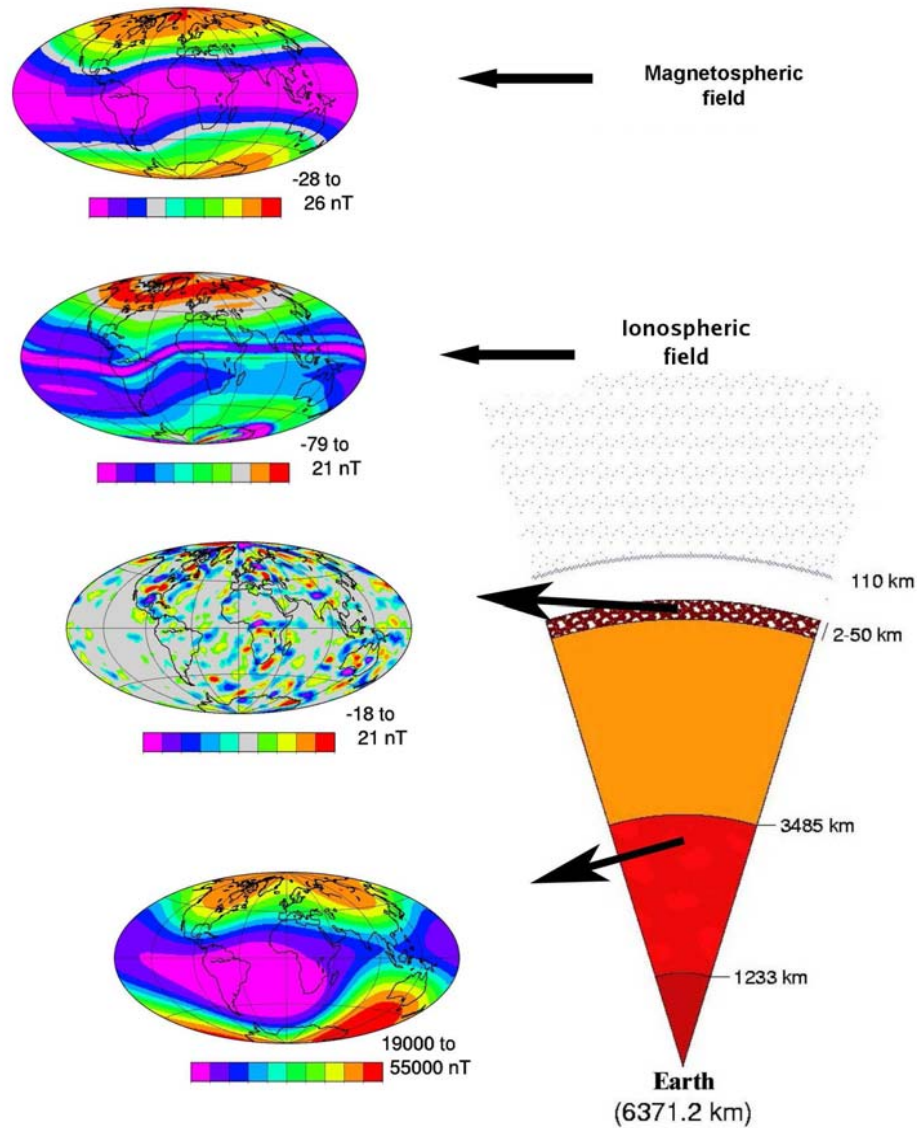 Magnetospheric
field
-28 to
26 nT
Ionospheric
field
-79 to
21 nT
110 km
2-50 km
-18 to
21 nT
3485 km
1233 km
19000 to
55000 nT
Earth
(6371.2 km)